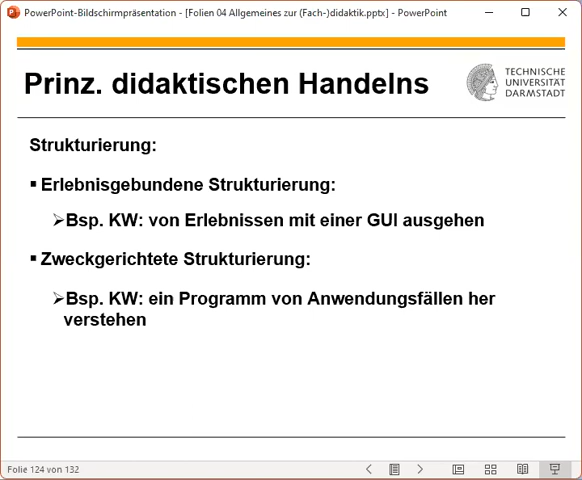 PowerPoint-Bildschirmpräsentation - [Folien 04 Allgemeines zur (Fach-)didaktik.pptx] - PowerPoint
Prinz. didaktischen Handelns
TECHNISCHE
UNIVERSITÄT
DARMSTADT
Strukturierung:
▪ Erlebnisgebundene Strukturierung:
➢Bsp. KW: von Erlebnissen mit einer GUI ausgehen
▪ Zweckgerichtete Strukturierung:
➢Bsp. KW: ein Programm von Anwendungsfällen her
verstehen
Folie 124 von 132